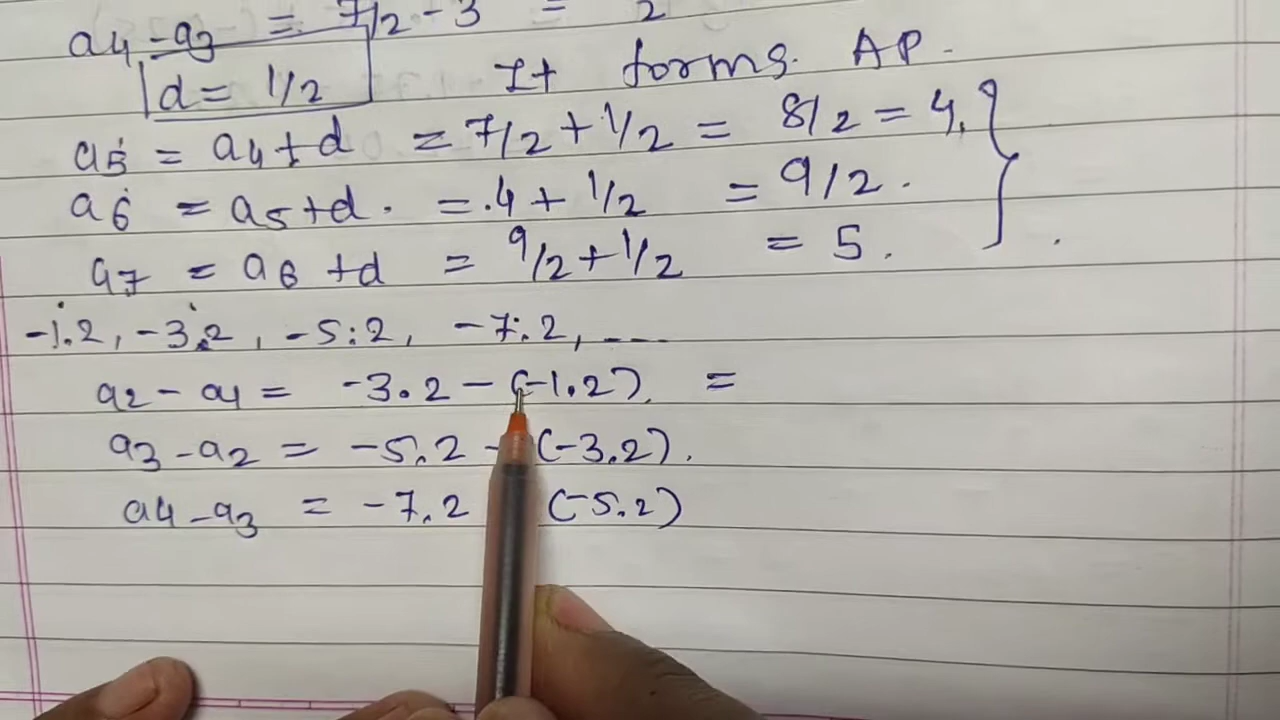 a4 - a3 = 7/2 - 3 = 2
d = 1/2 It forms AP.
a5 = a4 + d = 7/2 + 1/2 = 8/2 = 4,
a6 = a5 + d. = .4 + 1/2 = 9/2.
a7 = a6 + d = 9/2 + 1/2 = 5.
-1.2, -3.2, -5.2, -7.2, ----
a2 - a1 = -3.2 - (-1.2). =
a3 - a2 = -5.2 - (-3.2).
a4 - a3 = -7.2 (-5.2)